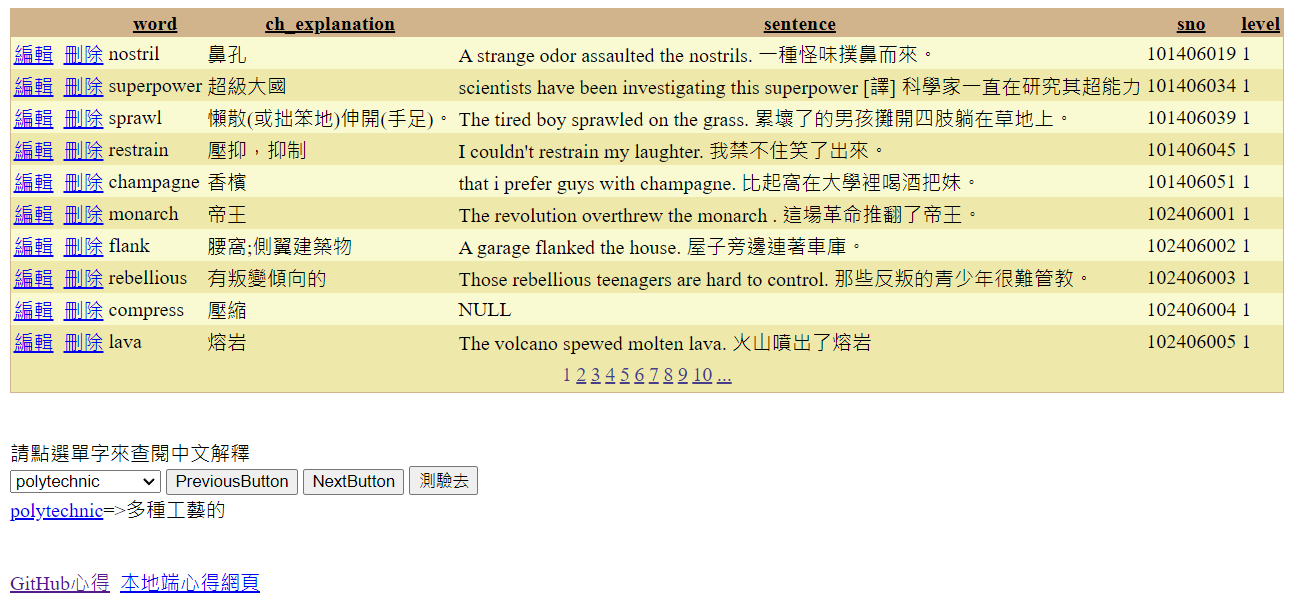 word ch_explanation sentence sno level
編輯 刪除 nostril 鼻孔 A strange odor assaulted the nostrils. 一種怪味撲鼻而來。 101406019 1
編輯 刪除 superpower 超級大國 scientists have been investigating this superpower [譯] 科學家一直在研究其超能力 101406034 1
編輯 刪除 sprawl 懶散(或拙笨地)伸開(手足)。 The tired boy sprawled on the grass. 累壞了的男孩攤開四肢躺在草地上。 101406039 1
編輯 刪除 restrain 壓抑，抑制 I couldn't restrain my laughter. 我禁不住笑了出來。 101406045 1
編輯 刪除 champagne 香檳 that i prefer guys with champagne. 比起窩在大學裡喝酒把妹。 101406051 1
編輯 刪除 monarch 帝王 The revolution overthrew the monarch . 這場革命推翻了帝王。 102406001 1
編輯 刪除 flank 腰窩;側翼建築物 A garage flanked the house. 屋子旁邊連著車庫。 102406002 1
編輯 刪除 rebellious 有叛變傾向的 Those rebellious teenagers are hard to control. 那些反叛的青少年很難管教。 102406003 1
編輯 刪除 compress 壓縮 NULL 102406004 1
編輯 刪除 lava 熔岩 The volcano spewed molten lava. 火山噴出了熔岩 102406005 1
1 2 3 4 5 6 7 8 9 10 ...
請點選單字來查閱中文解釋
polytechnic PreviousButton NextButton 測驗去
polytechnic=>多種工藝的
GitHub心得 本地端心得網頁